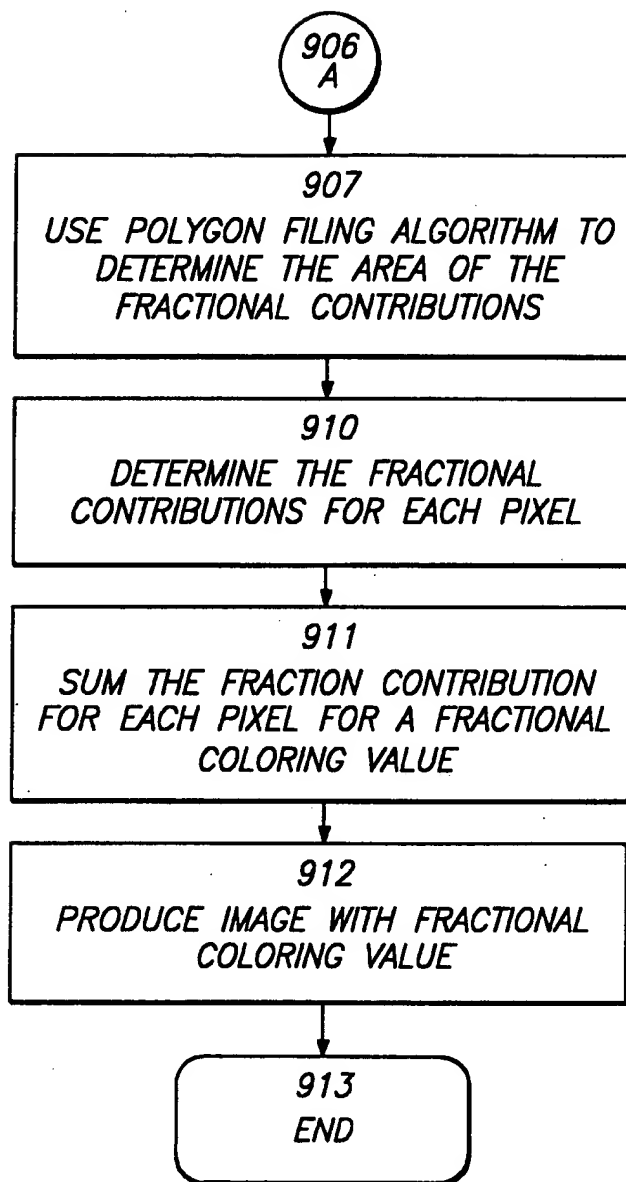 906
A
907
USE POLYGON FILING ALGORITHM TO
DETERMINE THE AREA OF THE
FRACTIONAL CONTRIBUTIONS
910
DETERMINE THE FRACTIONAL
CONTRIBUTIONS FOR EACH PIXEL
911
SUM THE FRACTION CONTRIBUTION
FOR EACH PIXEL FOR A FRACTIONAL
COLORING VALUE
912
PRODUCE IMAGE WITH FRACTIONAL
COLORING VALUE
913
END